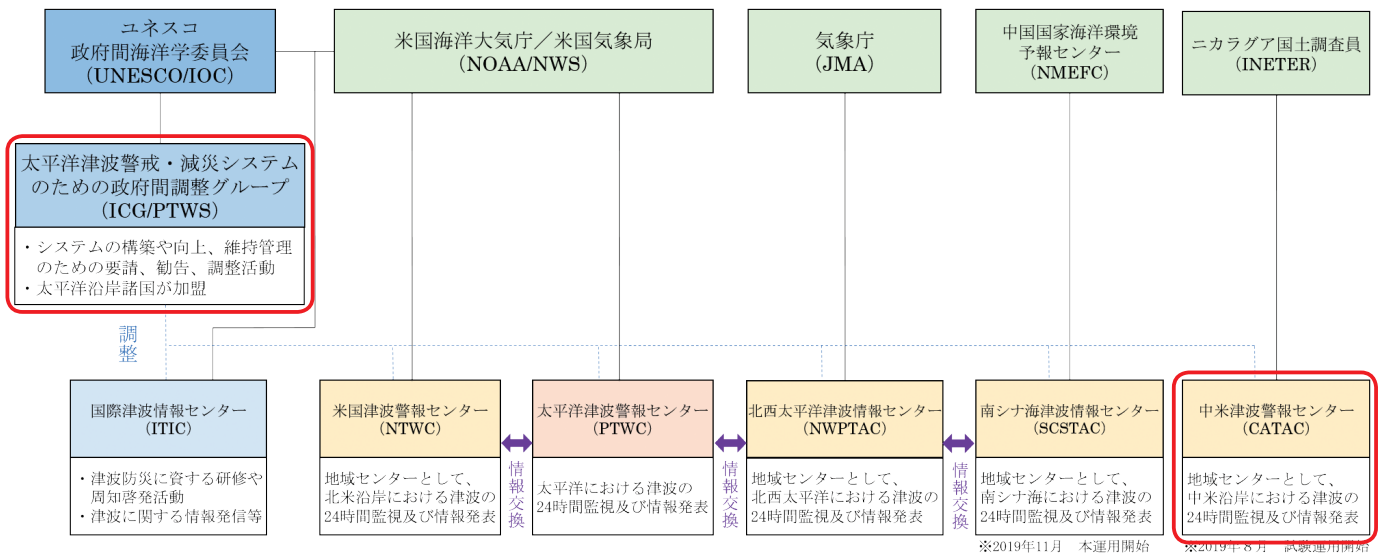 ユネスコ
政府間海洋学委員会
(UNESCO/IOC)
米国海洋大気庁／米国気象局
(NOAA/NWS)
気象庁
(JMA)
中国国家海洋環境
予報センター
(NMEFC)
ニカラグア国土調査員
(INETER)
太平洋津波警戒・減災システム
のための政府間調整グループ
(ICG/PTWS)
・システムの構築や向上、維持管理
のための要請、勧告、調整活動
・太平洋沿岸諸国が加盟
調整
国際津波情報センター
(ITIC)
・津波防災に資する研修や
周知啓発活動
・津波に関する情報発信等
米国津波警報センター
(NTWC)
地域センターとして、
北米沿岸における津波の
24時間監視及び情報発表
情報交換
太平洋津波警報センター
(PTWC)
太平洋における津波の
24時間監視及び情報発表
情報交換
北西太平洋津波情報センター
(NWPTAC)
地域センターとして、
北西太平洋における津波の
24時間監視及び情報発表
情報交換
南シナ海津波情報センター
(SCSTAC)
地域センターとして、
南シナ海における津波の
24時間監視及び情報発表
※2019年11月　本運用開始
中米津波警報センター
(CATAC)
地域センターとして、
中米沿岸における津波の
24時間監視及び情報発表
※2019年８月　試験運用開始